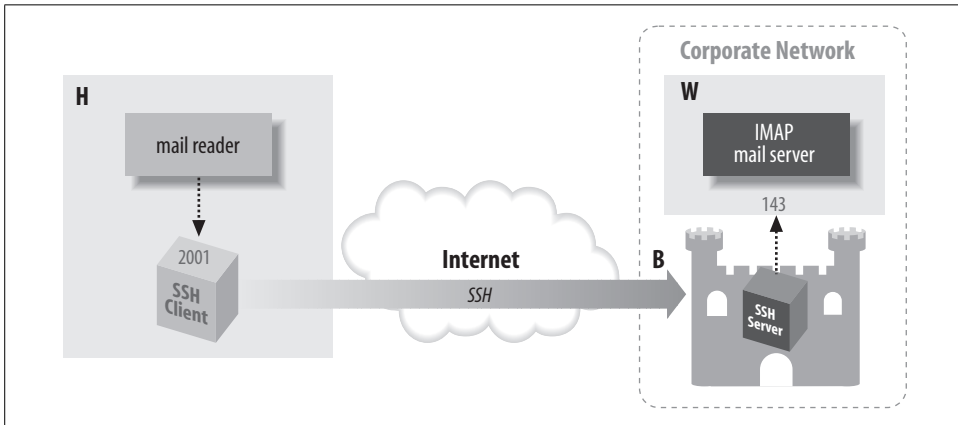 Corporate Network
H
W
mail reader
IMAP
mail server
143
2001
SSH
Client
Internet
SSH
B
SSH
Server